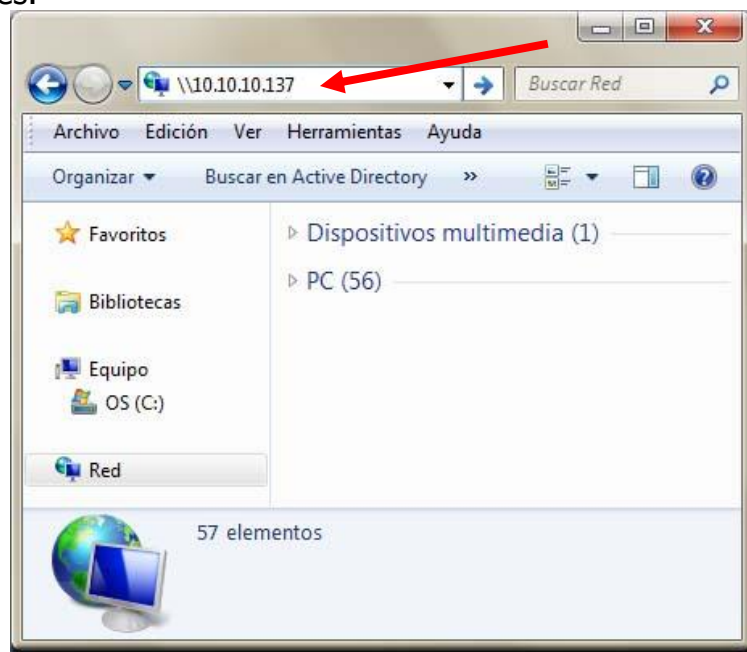 es.
\\10.10.10.137
Buscar Red
Archivo Edición Ver Herramientas Ayuda
Organizar Buscar en Active Directory »
Favoritos
Dispositivos multimedia (1)
PC (56)
Bibliotecas
Equipo
OS (C:)
Red
57 elementos